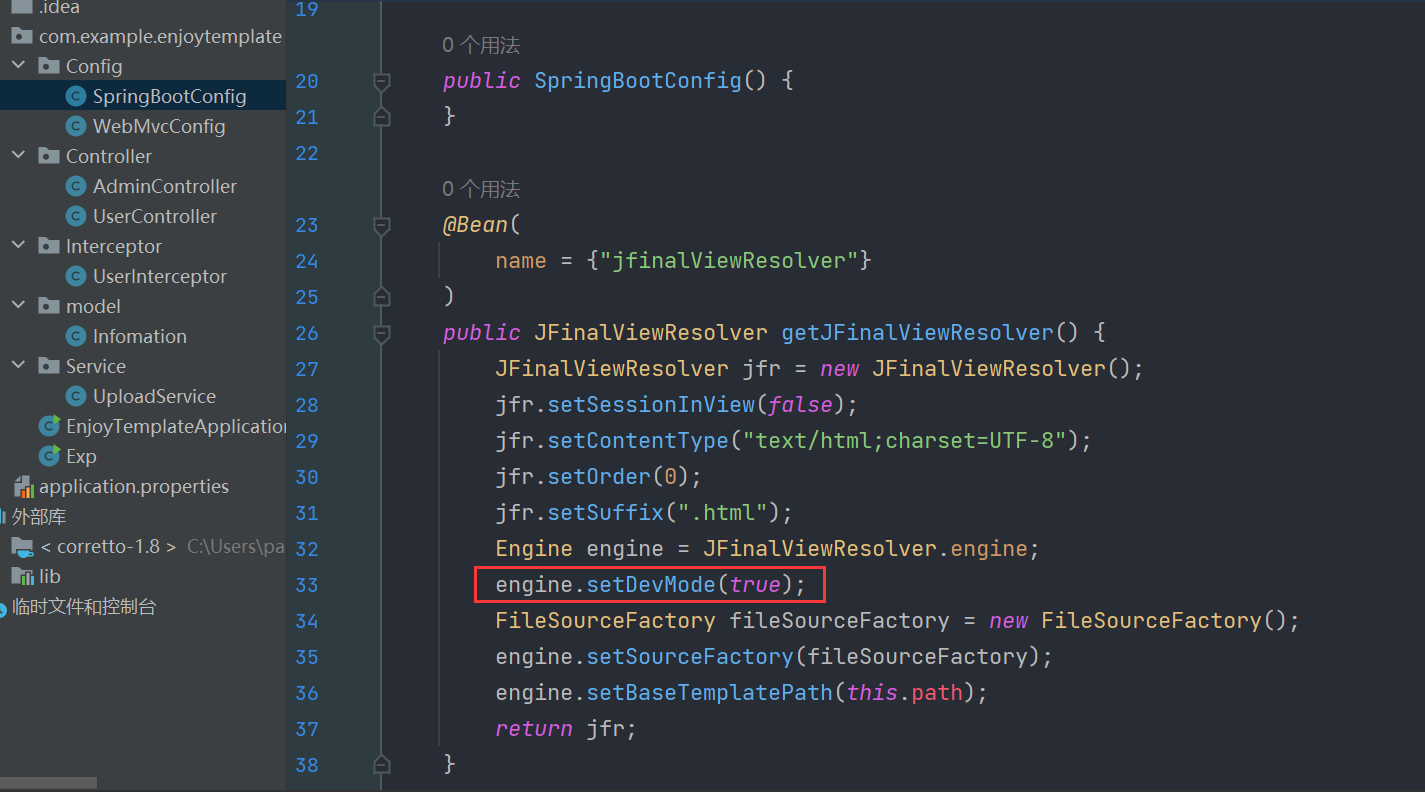 .idea
com.example.enjoytemplate
Config
SpringBootConfig
WebMvcConfig
Controller
AdminController
UserController
Interceptor
UserInterceptor
model
Infomation
Service
UploadService
EnjoyTemplateApplication
Exp
application.properties
外部库
< corretto-1.8 > C:\Users\pa
lib
临时文件和控制台
19
0 个用法
20 public SpringBootConfig() {
21 }
22
0 个用法
23 @Bean(
24 name = {"jfinalViewResolver"}
25 )
26 public JFinalViewResolver getJFinalViewResolver() {
27 JFinalViewResolver jfr = new JFinalViewResolver();
28 jfr.setSessionInView(false);
29 jfr.setContentType("text/html;charset=UTF-8");
30 jfr.setOrder(0);
31 jfr.setSuffix(".html");
32 Engine engine = JFinalViewResolver.engine;
33 engine.setDevMode(true);
34 FileSourceFactory fileSourceFactory = new FileSourceFactory();
35 engine.setSourceFactory(fileSourceFactory);
36 engine.setBaseTemplatePath(this.path);
37 return jfr;
38 }